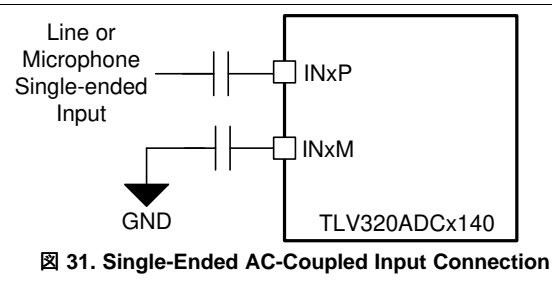 Line or
Microphone
Single-ended
Input
INxP
INxM
GND
TLV320ADCx140
図 31. Single-Ended AC-Coupled Input Connection